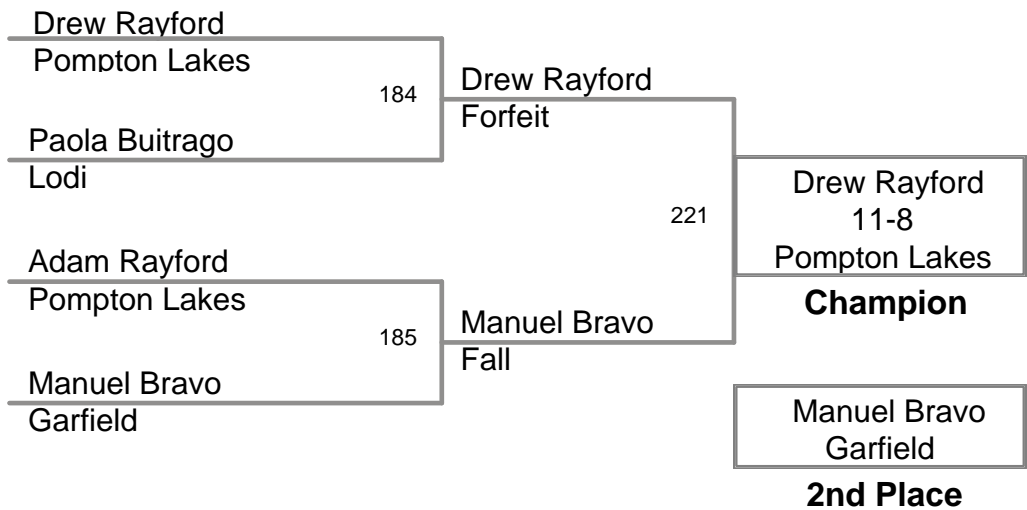 Drew Rayford
Pompton Lakes
184
Paola Buitrago
Lodi
Adam Rayford
Pompton Lakes
185
Manuel Bravo
Garfield
Drew Rayford
Forfeit
221
Manuel Bravo
Fall
Drew Rayford
11-8
Pompton Lakes
Champion
Manuel Bravo
Garfield
2nd Place